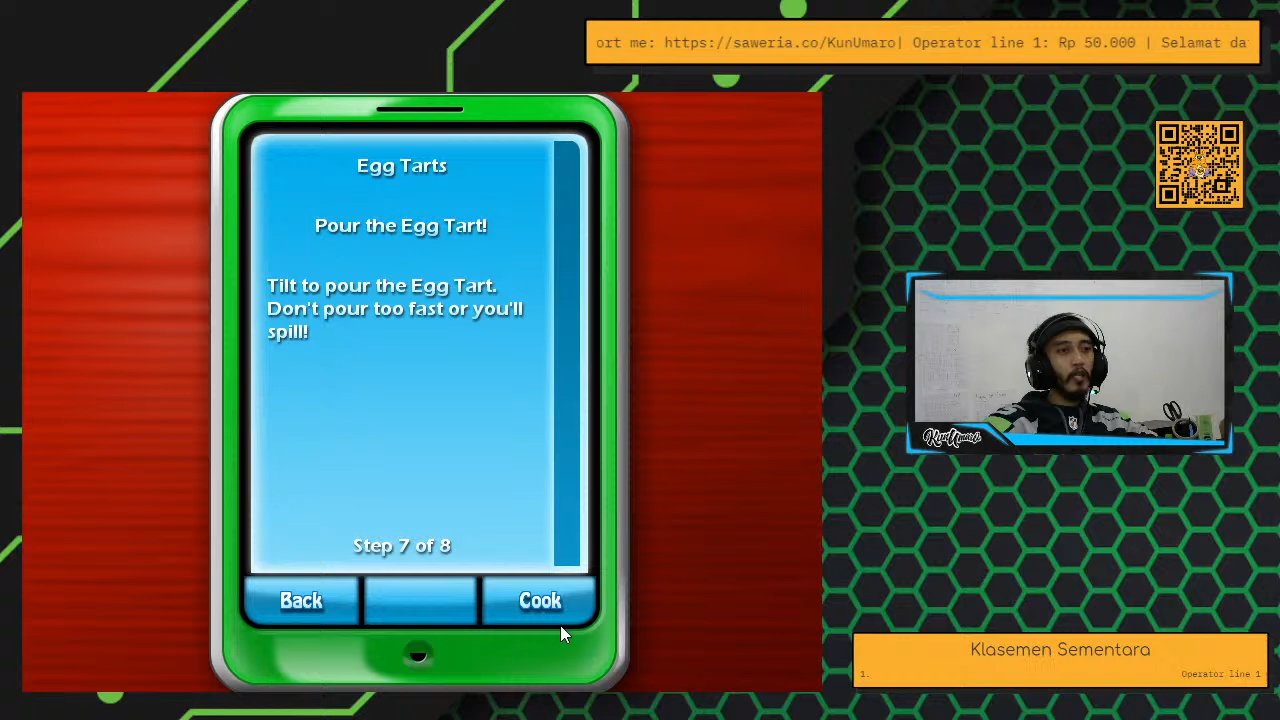 ort me: https://saweria.co/KunUmaro| Operator line 1: Rp 50.000 | Selamat da
Egg Tarts
Pour the Egg Tart!
Tilt to pour the Egg Tart.
Don't pour too fast or you'll
spill!
Step 7 of 8
Back
Cook
KunUmaro
Klasemen Sementara
1.
Operator line 1